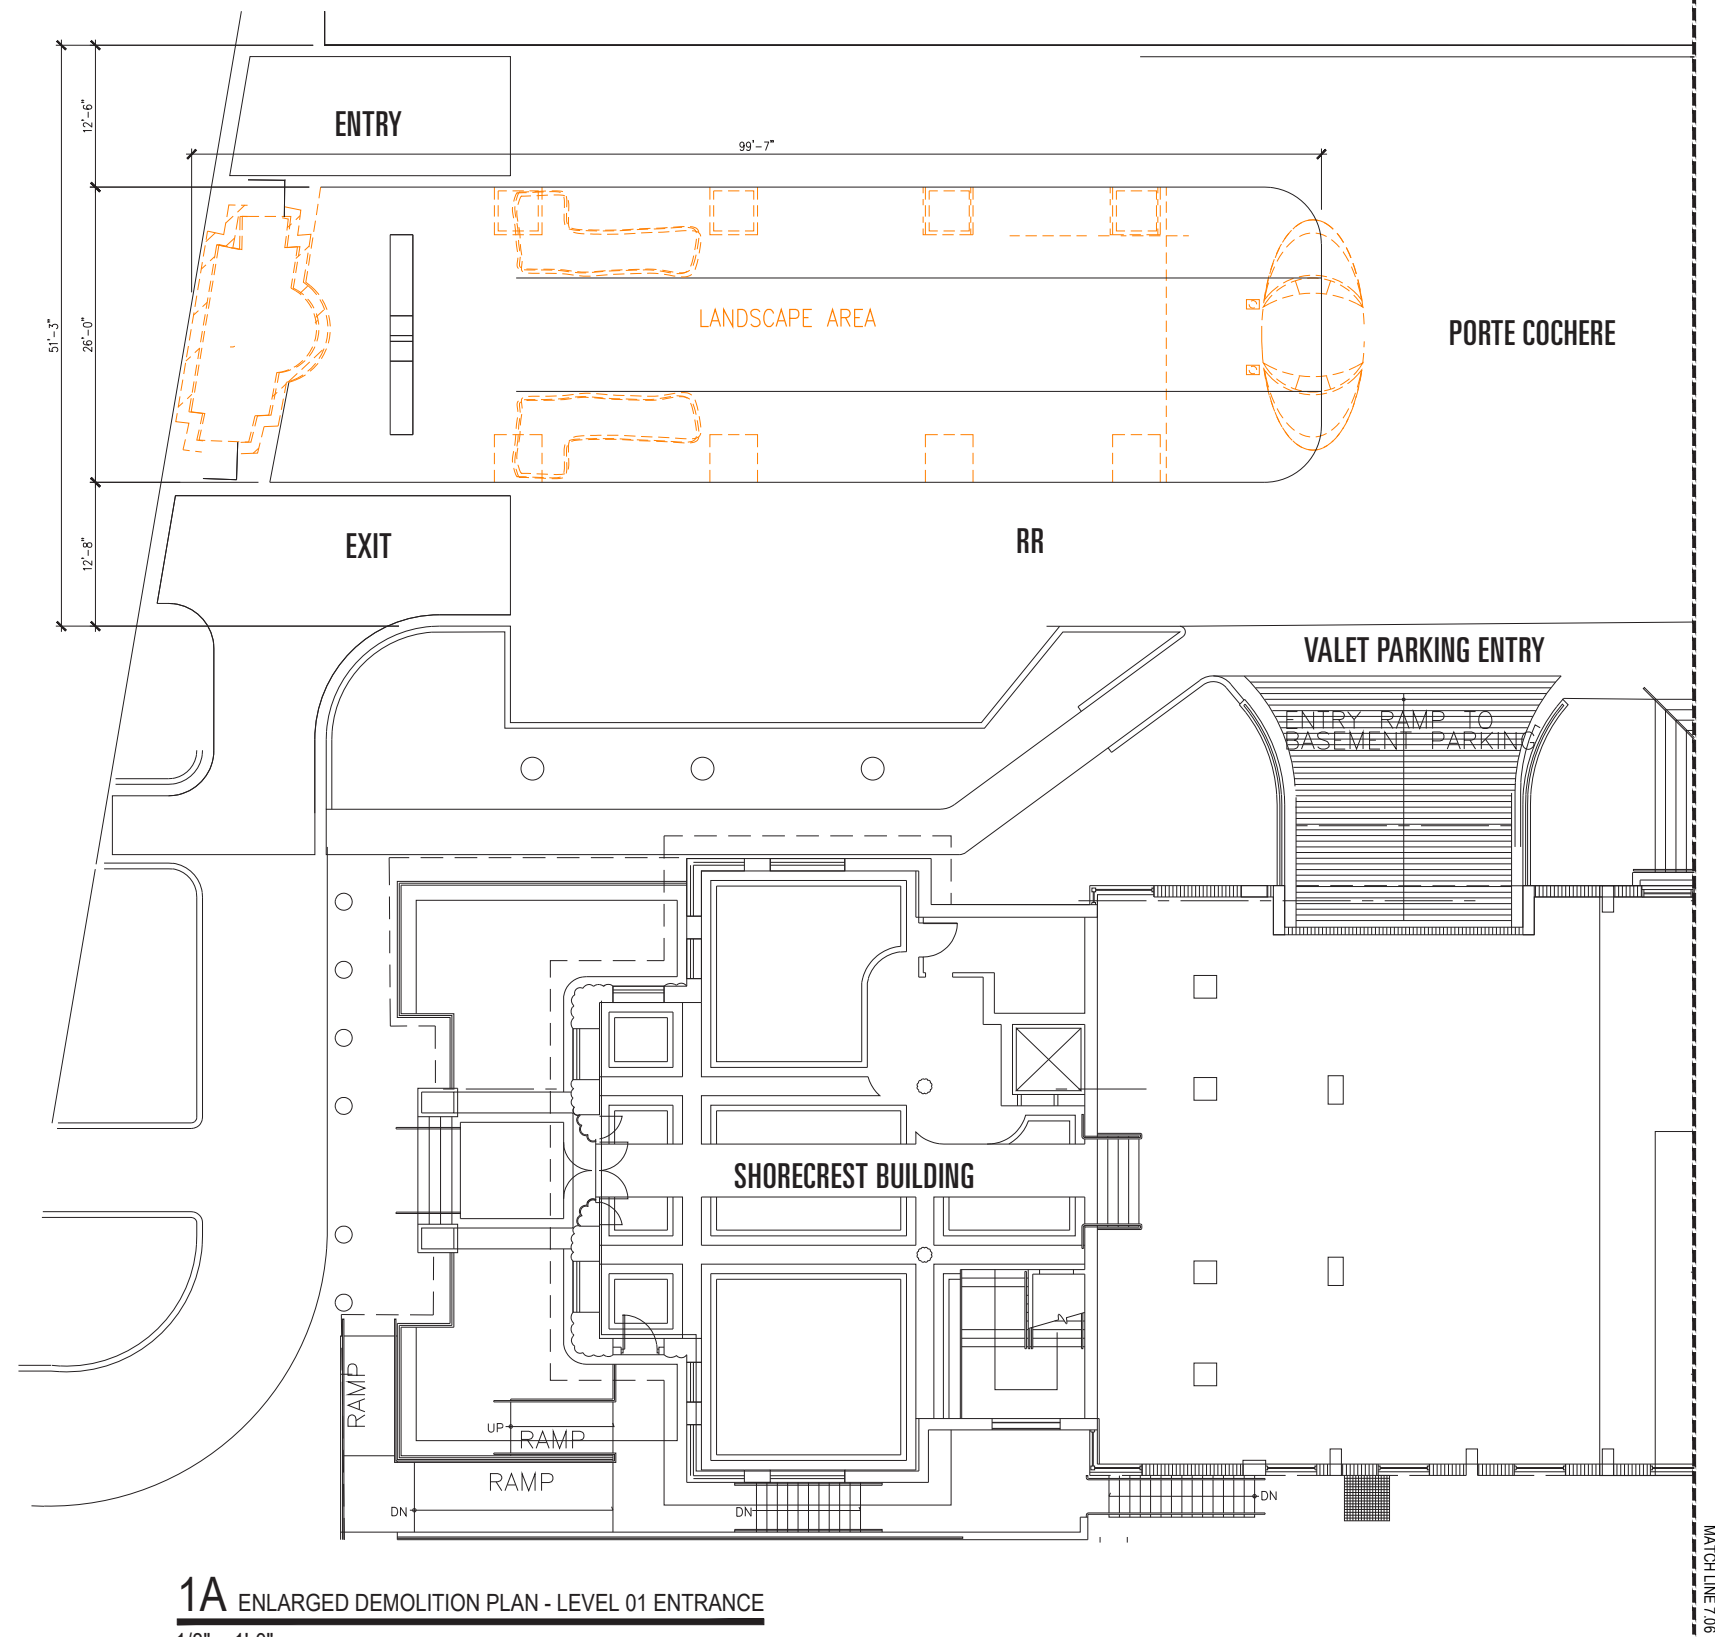 12'-6"
ENTRY
99'-7"
51'-3"
26'-0"
LANDSCAPE AREA
PORTE COCHERE
12'-8"
EXIT
RR
VALET PARKING ENTRY
ENTRY RAMP TO
BASEMENT PARKING
SHORECREST BUILDING
RAMP
UP
RAMP
RAMP
DN
DN
DN
MATCH LINE 7.06
1A ENLARGED DEMOLITION PLAN - LEVEL 01 ENTRANCE